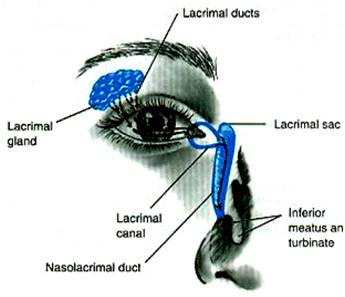 Lacrimal ducts
Lacrimal
gland
Lacrimal sac
Lacrimal
canal
Inferior
meatus an
turbinate
Nasolacrimal duct